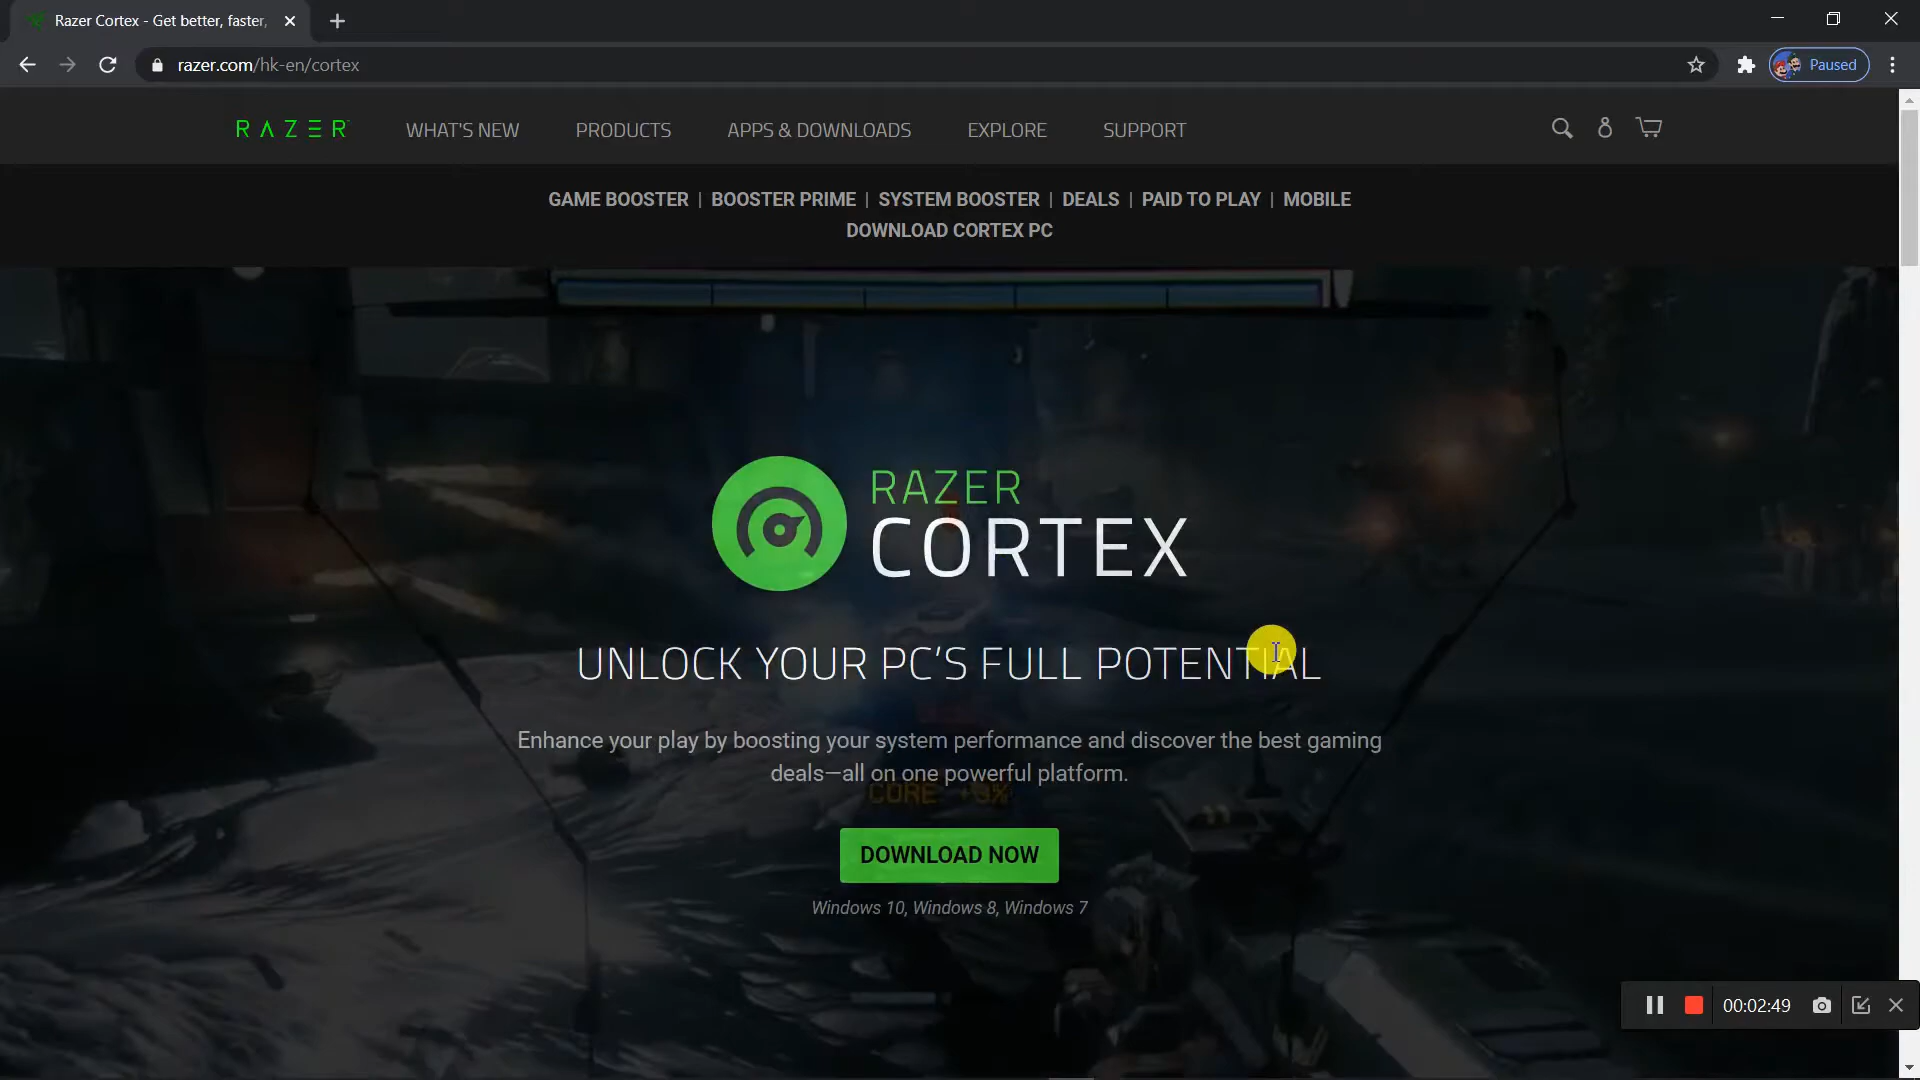 Razer Cortex - Get better, faster,
razer.com/hk-en/cortex
Paused
RAZER
WHAT'S NEW
PRODUCTS
APPS & DOWNLOADS
EXPLORE
SUPPORT
GAME BOOSTER | BOOSTER PRIME | SYSTEM BOOSTER | DEALS | PAID TO PLAY | MOBILE
DOWNLOAD CORTEX PC
RAZER
CORTEX
UNLOCK YOUR PC'S FULL POTENTIAL
Enhance your play by boosting your system performance and discover the best gaming
deals—all on one powerful platform.
CORE: +3%
DOWNLOAD NOW
Windows 10, Windows 8, Windows 7
00:02:49